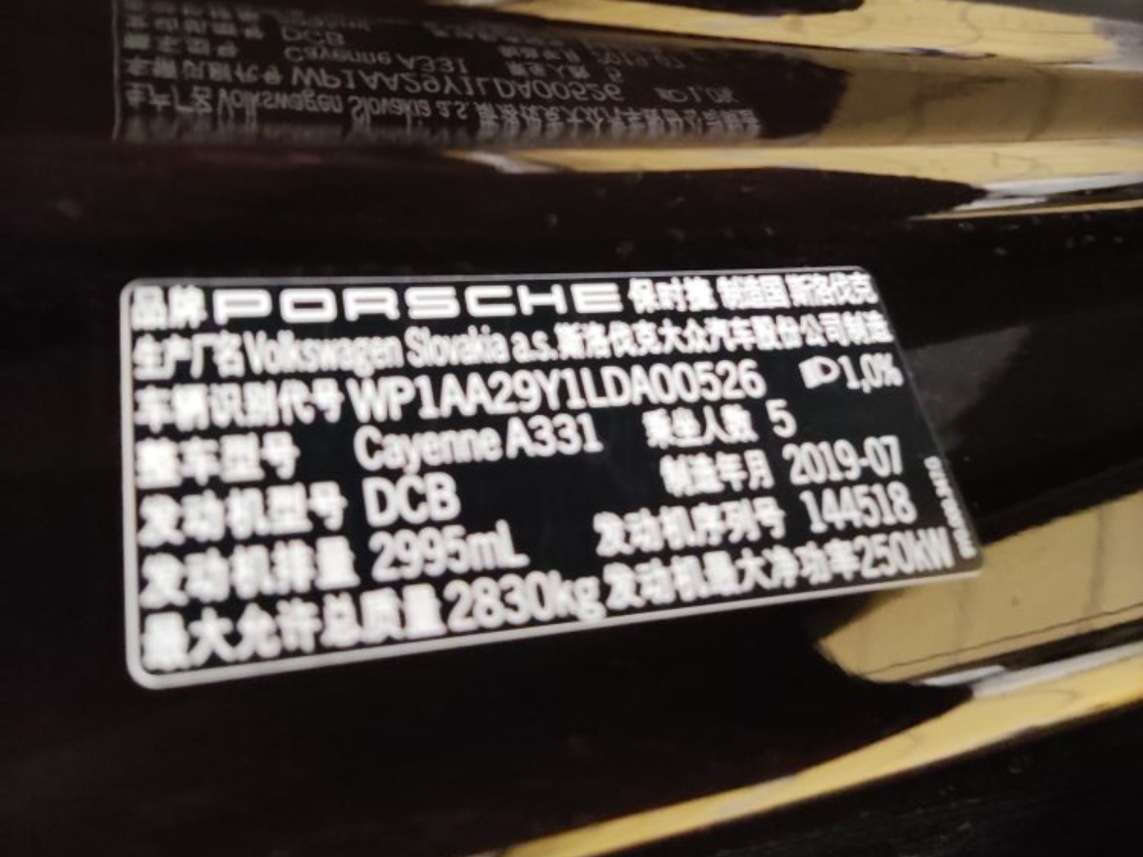 品牌 PORSCHE 保时捷 制造国 斯洛伐克
生产厂名 Volkswagen Slovakia a.s. 斯洛伐克大众汽车股份公司制造
车辆识别代号 WP1AA29Y1LDA00526 1,0%
整车型号 Cayenne A331 乘坐人数 5
发动机型号 DCB 制造年月 2019-07
发动机排量 2995mL 发动机序列号 144518
最大允许总质量 2830kg 发动机最大净功率 250kW